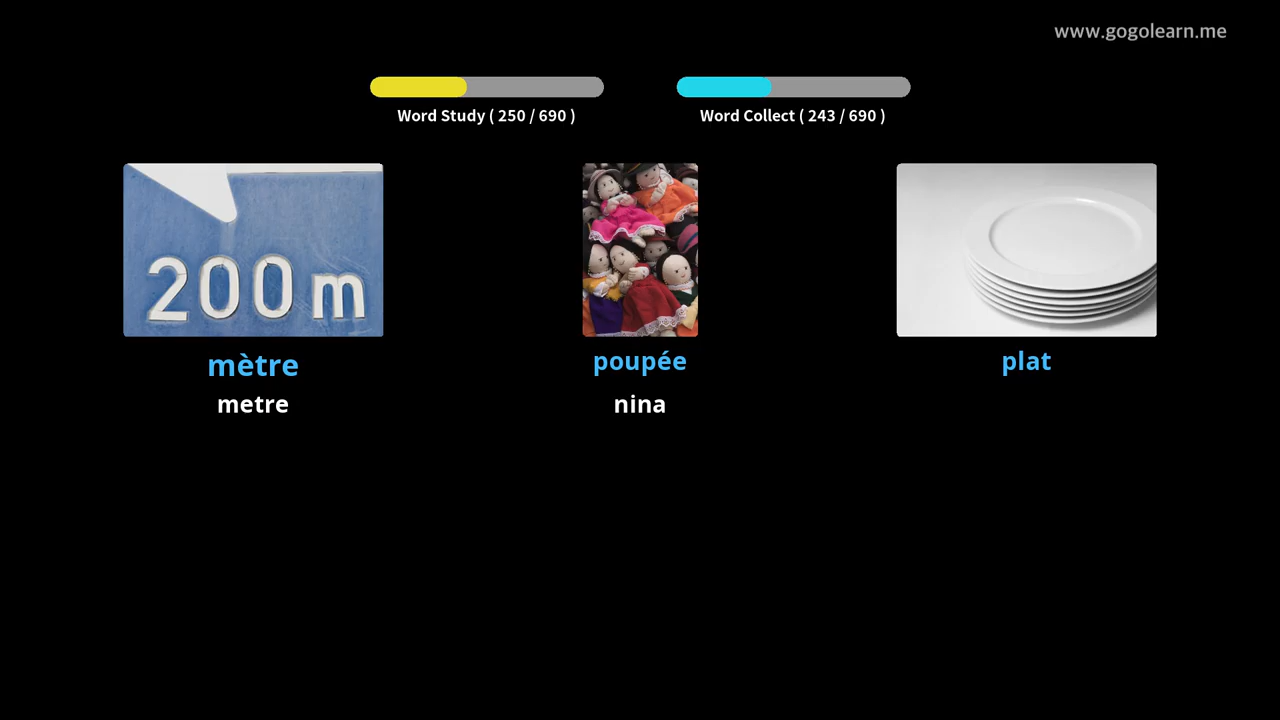 www.gogolearn.me
Word Study ( 250 / 690 )
Word Collect ( 243 / 690 )
200 m
mètre
poupée
plat
metre
nina